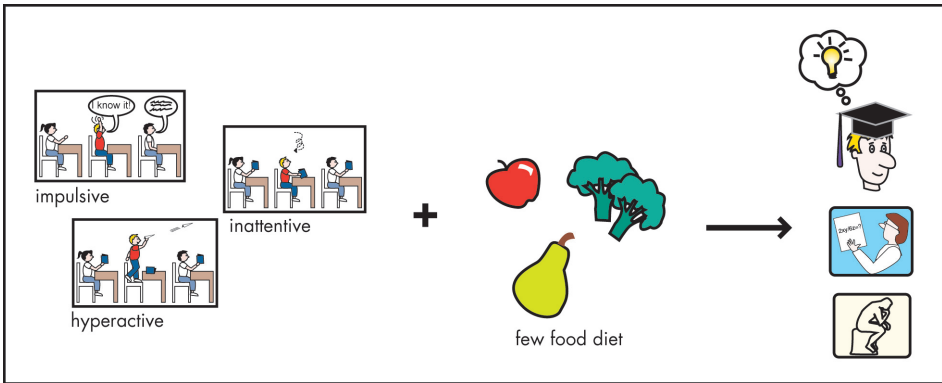 I know it!
impulsive
inattentive
hyperactive
few food diet